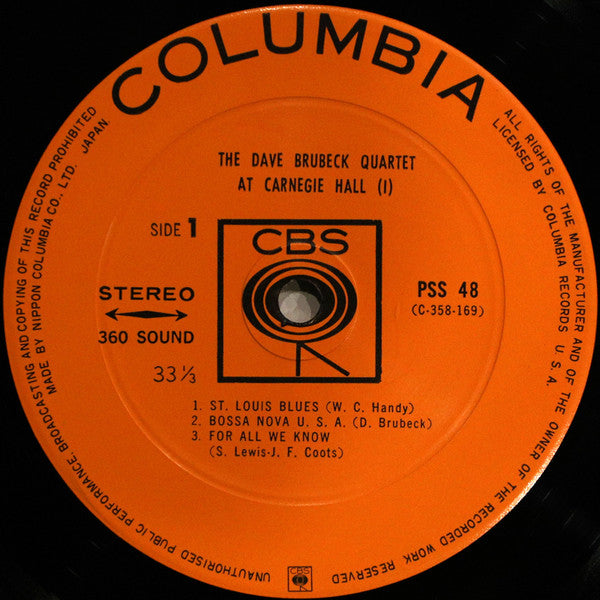 COLUMBIA
THE DAVE BRUBECK QUARTET
AT CARNEGIE HALL (I)
SIDE 1
CBS
STEREO
360 SOUND
33 1/3
PSS 48
(C-358-169)
1. ST. LOUIS BLUES (W. C. Handy)
2. BOSSA NOVA U. S. A. (D. Brubeck)
3. FOR ALL WE KNOW
(S. Lewis-J. F. Coots)
ALL RIGHTS OF THE MANUFACTURER AND OF THE OWNER OF THE RECORDED WORK RESERVED
UNAUTHORISED PUBLIC PERFORMANCE, BROADCASTING AND COPYING OF THIS RECORD PROHIBITED
LICENSED BY COLUMBIA RECORDS U. S. A.
MADE BY NIPPON COLUMBIA CO., LTD. JAPAN.
CBS